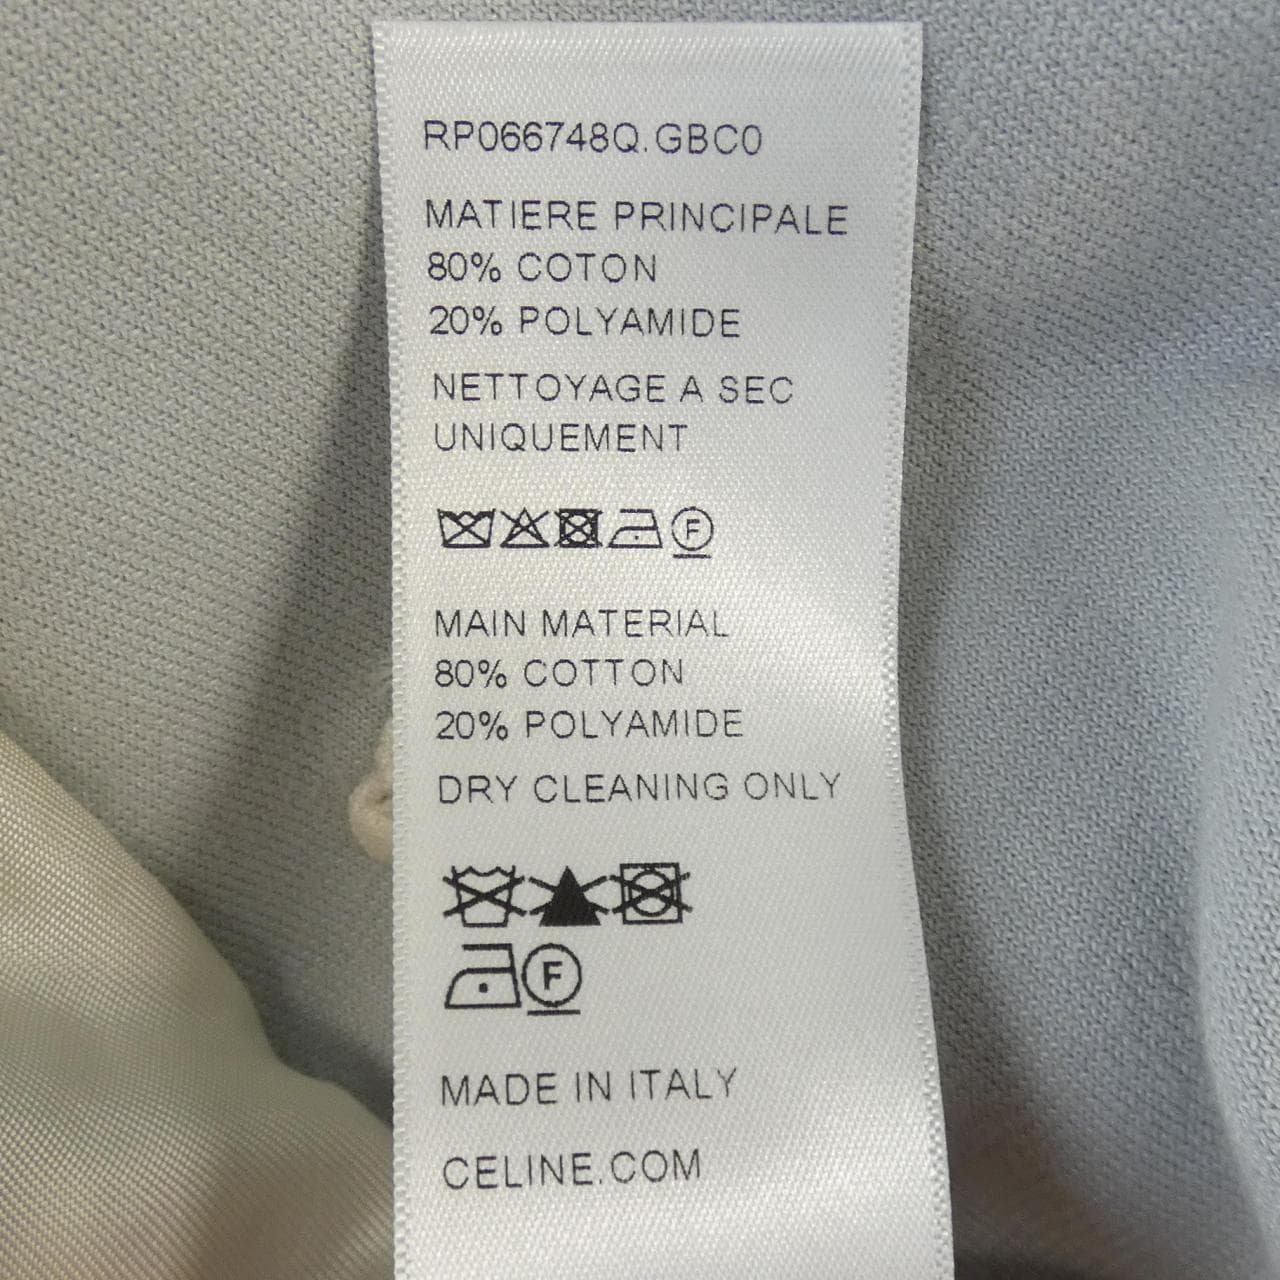 RP066748Q.GBC0
MATIERE PRINCIPALE
80% COTON
20% POLYAMIDE
NETTOYAGE A SEC
UNIQUEMENT
F
MAIN MATERIAL
80% COTTON
20% POLYAMIDE
DRY CLEANING ONLY
F
MADE IN ITALY
CELINE.COM